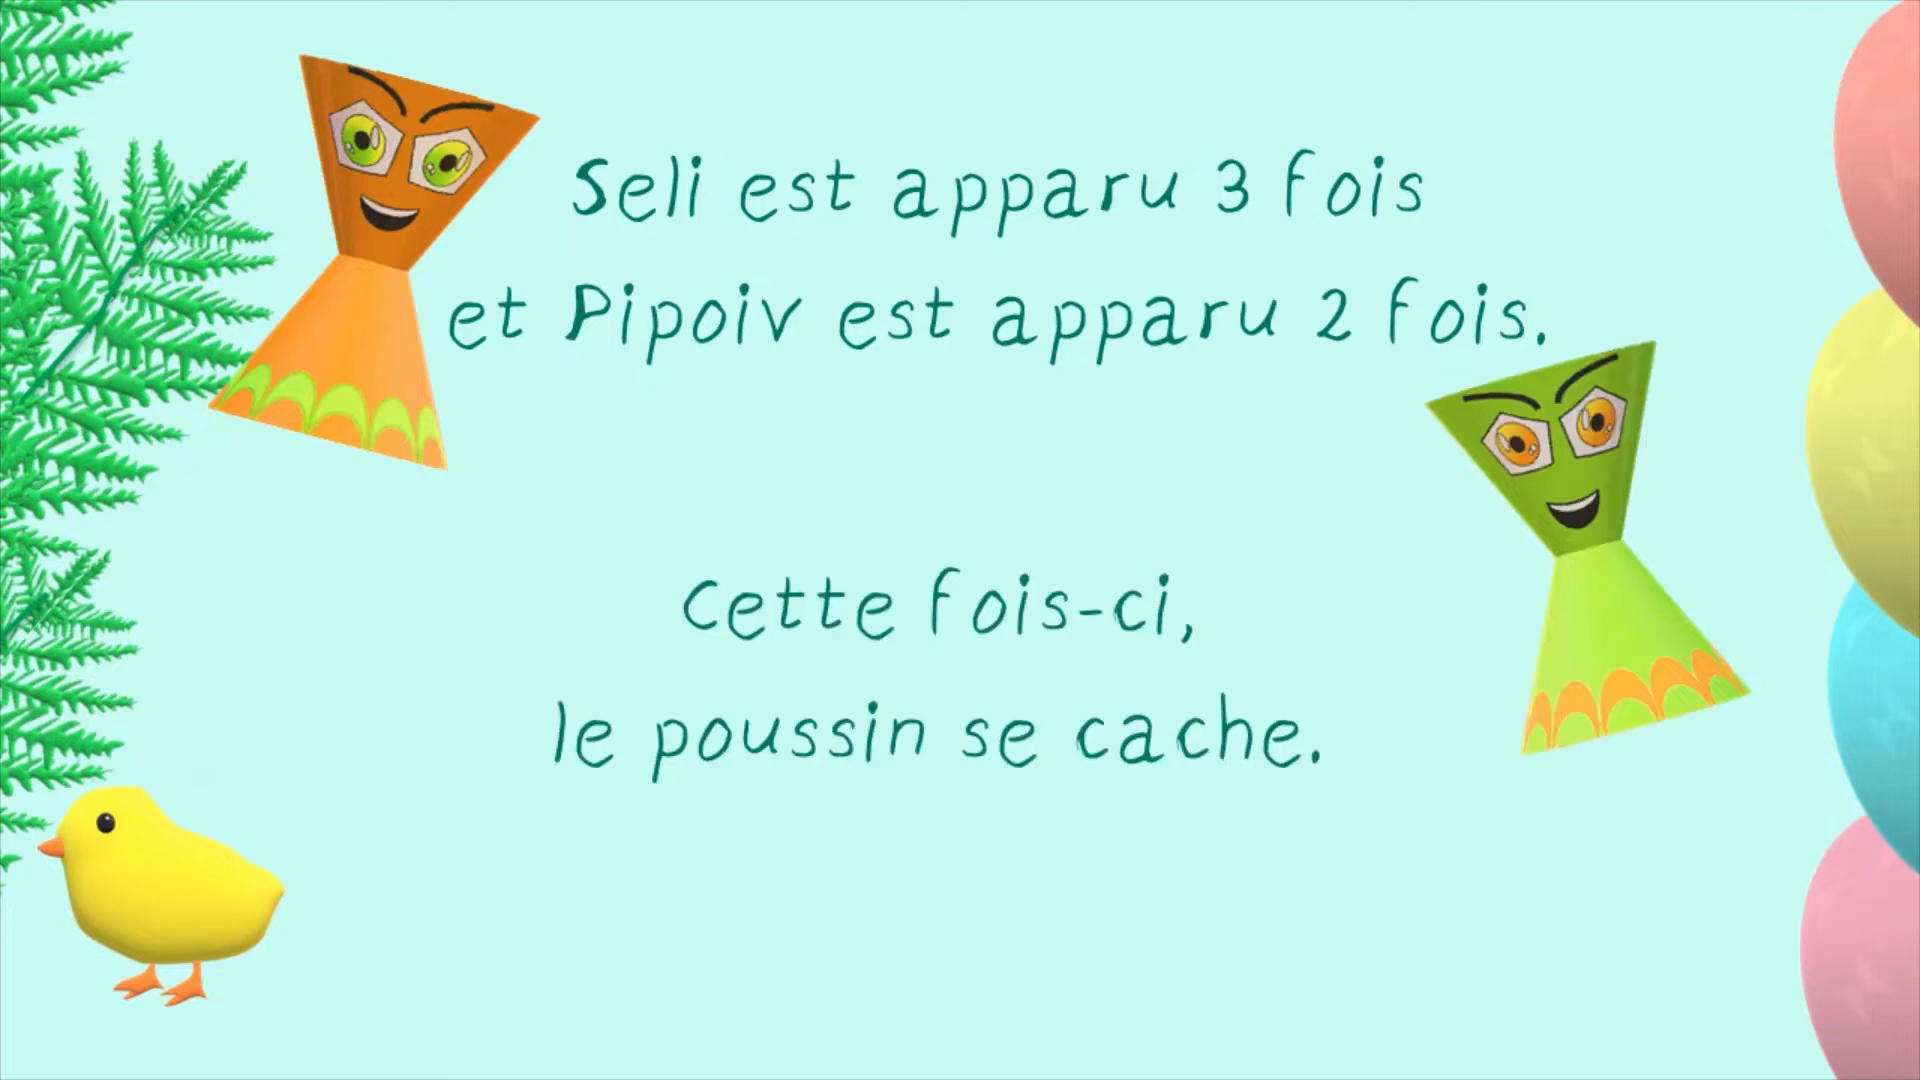 Seli est apparu 3 fois
et Pipoiv est apparu 2 fois.
Cette fois-ci,
le poussin se cache.